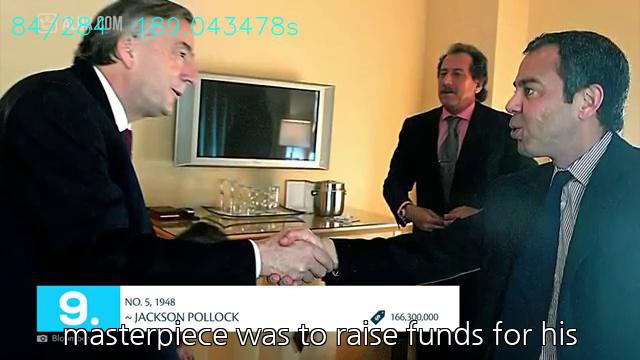 84/284 189.043478s
.COM
9.
NO. 5, 1948
~ JACKSON POLLOCK
166,300,000
masterpiece was to raise funds for his